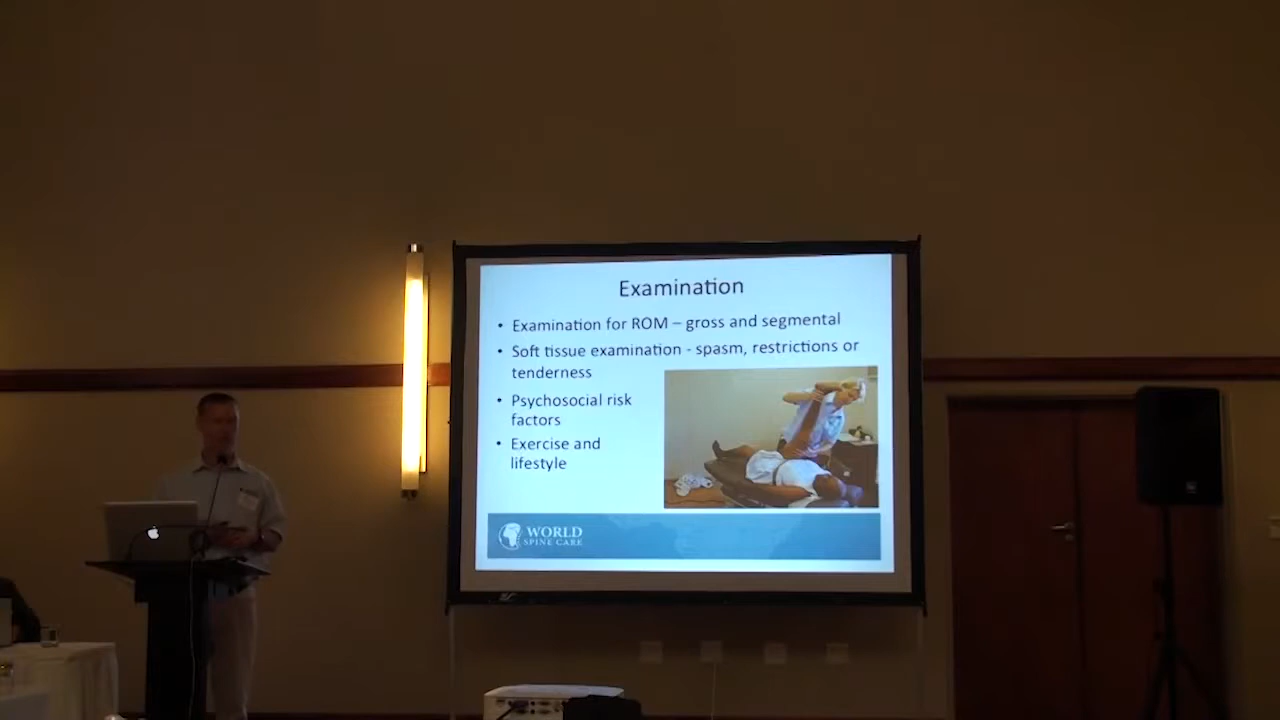 Examination
• Examination for ROM – gross and segmental
• Soft tissue examination - spasm, restrictions or
tenderness
• Psychosocial risk
factors
• Exercise and
lifestyle
WORLD
SPINE CARE